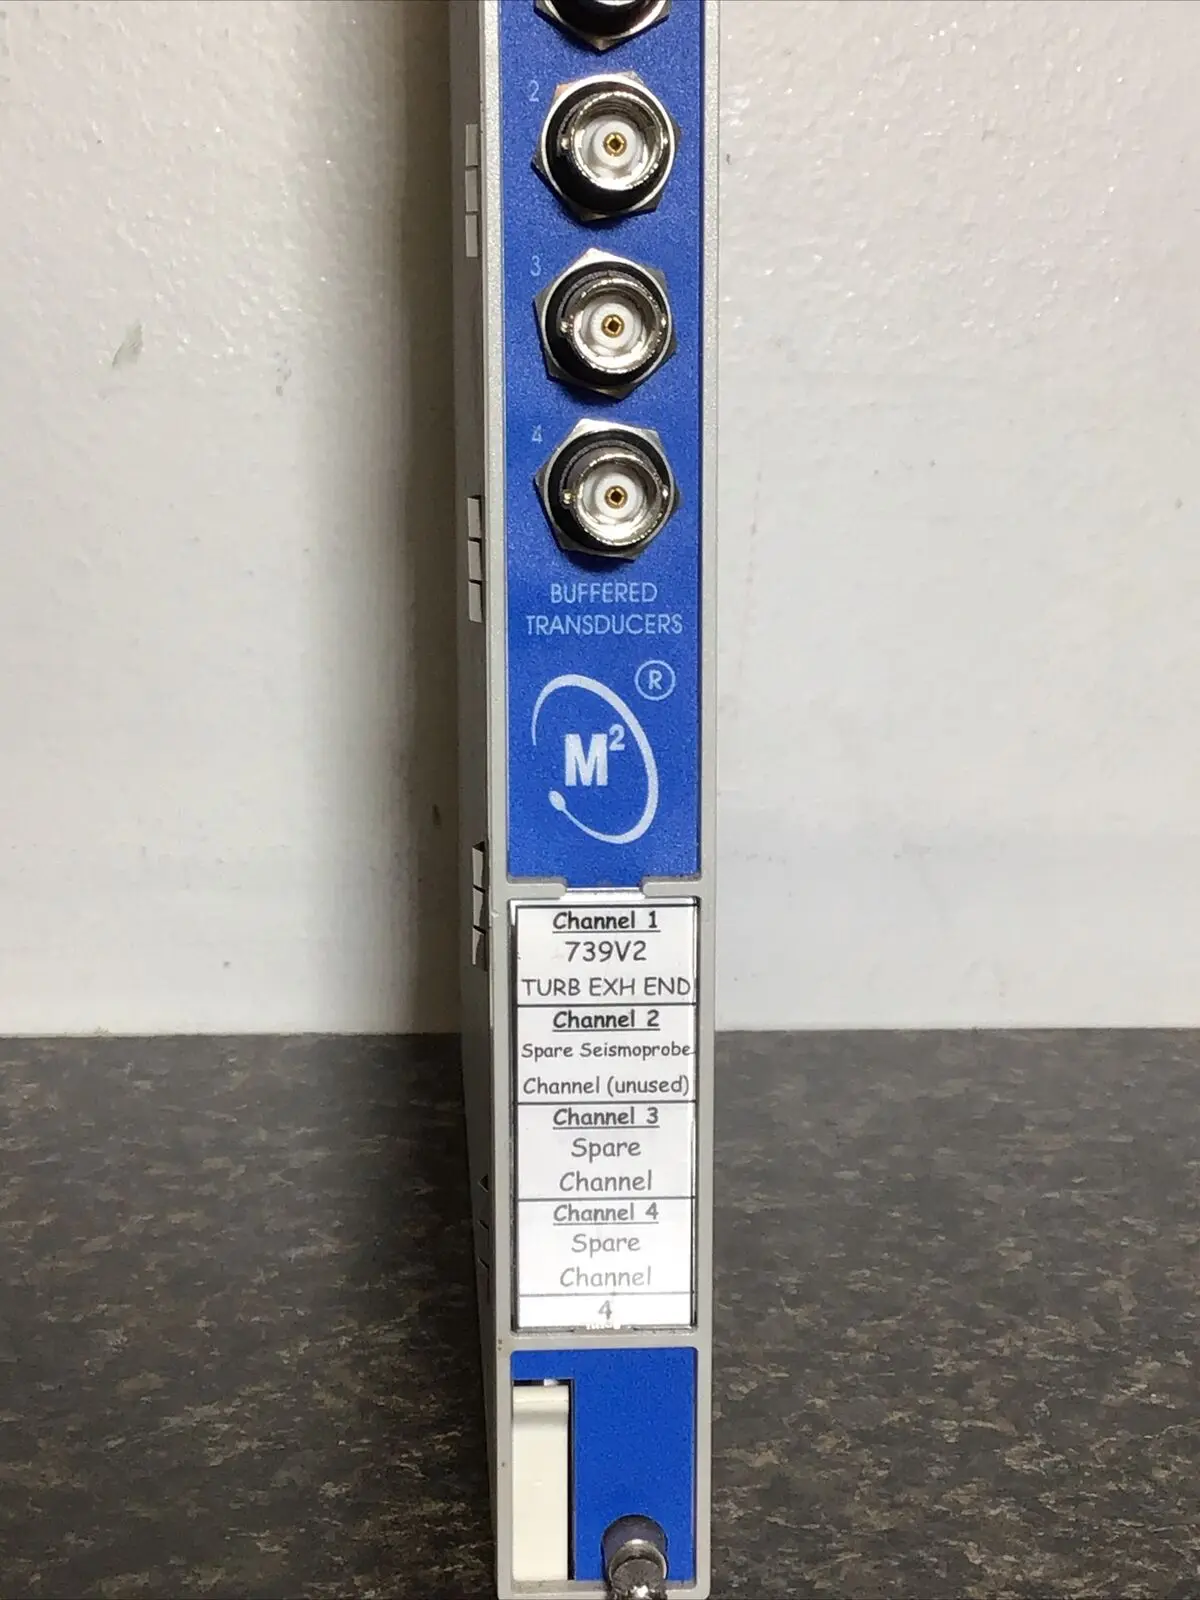 2
3
4
BUFFERED
TRANSDUCERS
®
M²
Channel 1
739V2
TURB EXH END
Channel 2
Spare Seismoprobe
Channel (unused)
Channel 3
Spare
Channel
Channel 4
Spare
Channel
4